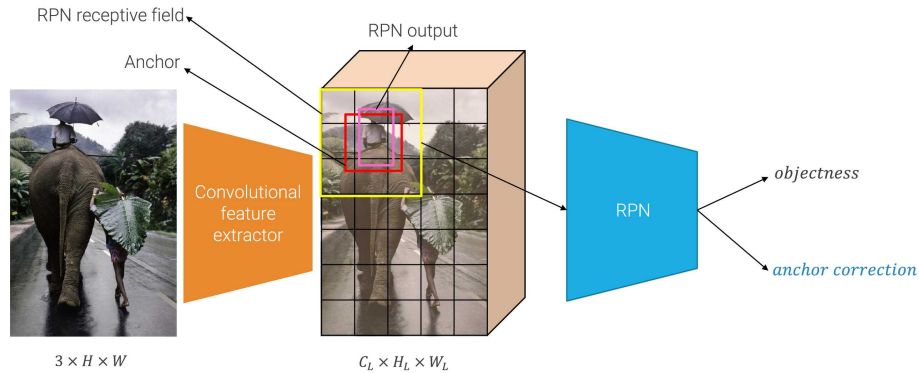 RPN receptive field
RPN output
Anchor
Convolutional
feature
extractor
RPN
objectness
anchor correction
3 × H × W
C_L × H_L × W_L